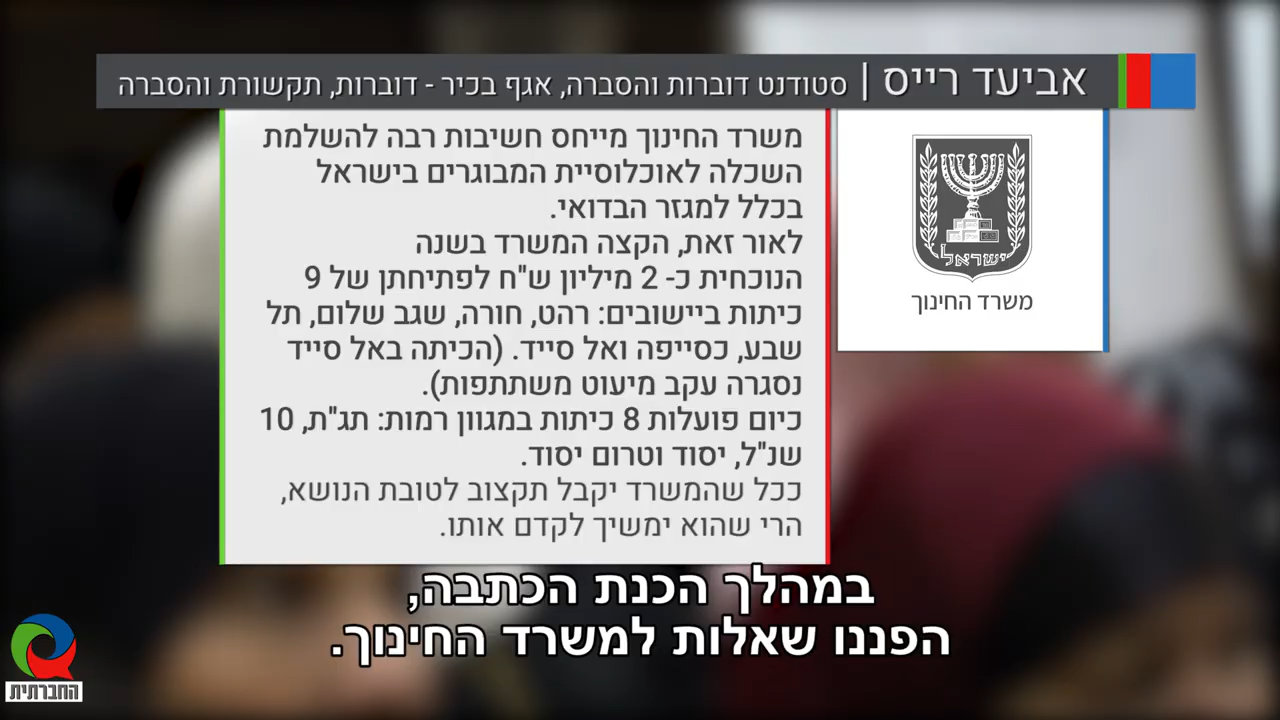 אביעד רייס | סטודנט דוברות והסברה, אגף בכיר - דוברות, תקשורת והסברה
משרד החינוך מייחס חשיבות רבה להשלמת
השכלה לאוכלוסיית המבוגרים בישראל
בכלל למגזר הבדואי.
לאור זאת, הקצה המשרד בשנה
הנוכחית כ- 2 מיליון ש"ח לפתיחתן של 9
כיתות ביישובים: רהט, חורה, שגב שלום, תל
שבע, כסייפה ואל סייד. (הכיתה באל סייד
נסגרה עקב מיעוט משתתפות).
כיום פועלות 8 כיתות במגוון רמות: תג"ת, 10
שנ"ל, יסוד וטרום יסוד.
ככל שהמשרד יקבל תקצוב לטובת הנושא,
הרי שהוא ימשיך לקדם אותו.
ישראל
משרד החינוך
במהלך הכנת הכתבה,
הפננו שאלות למשרד החינוך.
החברתית